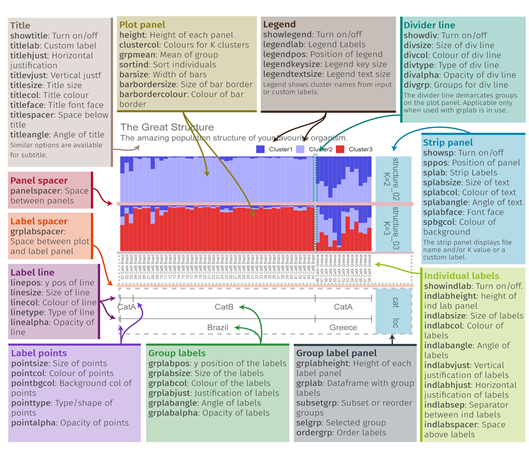 Title
showtitle: Turn on/off
titlelab: Custom label
titlehjust: Horizontal
justification
titlevjust: Vertical justf
titlesize: Title size
titlecol: Title colour
titleface: Title font face
titlespacer: Space below
title
titleangle: Angle of title
Similar options are available
for subtitle.
Plot panel
height: Height of each panel
clustercol: Colours for K clusters
grpmean: Mean of group
sortind: Sort individuals
barsize: Width of bars
barbordersize: Size of bar border
barbordercolour: Colour of bar
border
Legend
showlegend: Turn on/off
legendlab: Legend Labels
legendpos: Position of legend
legendkeysize: Legend key size
legendtextsize: Legend text size
Legend shows cluster names from input
or custom labels.
Divider line
showdiv: Turn on/off
divsize: Size of div line
divcol: Colour of div line
divtype: Type of div line
divalpha: Opacity of div line
divgrp: Groups for div line
The divider line demarcates groups
on the plot panel. Applicable only
when used with grplab is in use.
The Great Structure
The amazing population structure of your favourite organism.
Cluster1 Cluster2 Cluster3
structure_02
K=2
structure_03
K=3
Strip panel
showsp: Turn on/off
sppos: Position of panel
splab: Strip Labels
splabsize: Size of text
splabcol: Colour of text
splabangle: Angle of text
splabface: Font face
spbgcol: Colour of
background
The strip panel displays file
name and/or K value or a
custom label.
Panel spacer
panelspacer: Space
between panels
Label spacer
grplabspacer:
Space between plot
and label panel
Label line
linepos: y pos of line
linesize: Size of line
linecol: Colour of line
linetype: Type of line
linealpha: Opacity of
line
CatA CatB CatA
cat
Brazil Greece
loc
Individual labels
showindlab: Turn on/off.
indlabheight: height of
ind lab panel
indlabsize: Size of labels
indlabcol: Colour of
labels
indlabangle: Angle of
labels
indlabvjust: Vertical
justification of labels
indlabhjust: Horizontal
justification of labels
indlabsep: Separator
between ind labels
indlabspacer: Space
above labels
Label points
pointsize: Size of points
pointcol: Colour of points
pointbgcol: Background col of
points
pointtype: Type/shape of
points
pointalpha: Opacity of points
Group labels
grplabpos: y position of the labels
grplabsize: Size of the labels
grplabcol: Colour of the labels
grplabjust: Justification of labels
grplabangle: Angle of labels
grplabalpha: Opacity of labels
Group label panel
grplabheight: Height of each
label panel
grplab: Dataframe with group
labels
subsetgrp: Subset or reorder
groups
selgrp: Selected group
ordergrp: Order labels